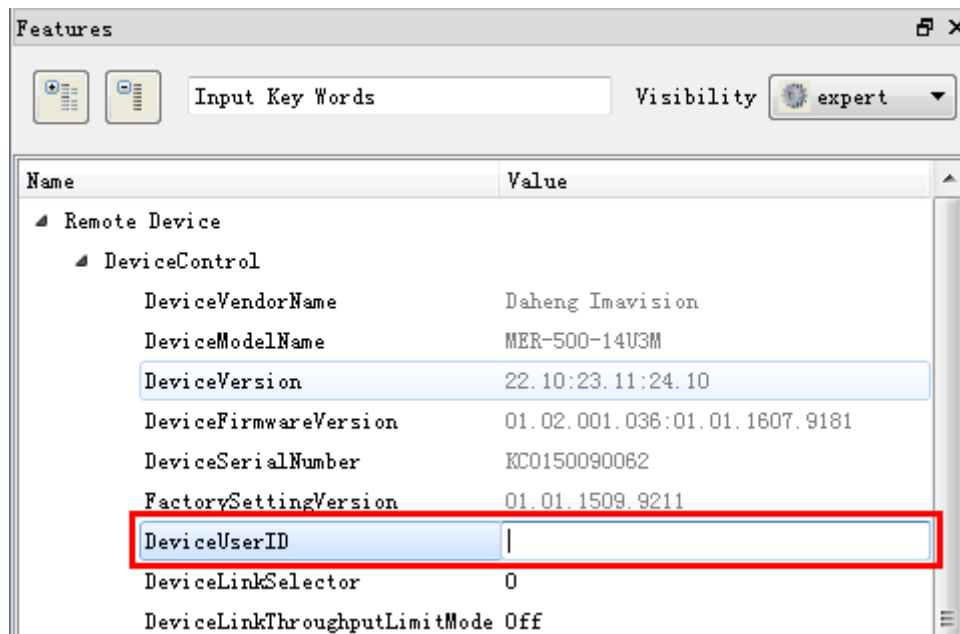 Features
Input Key Words Visibility expert
Name Value
Remote Device
DeviceControl
DeviceVendorName Daheng Imavision
DeviceModelName MER-500-14U3M
DeviceVersion 22.10:23.11:24.10
DeviceFirmwareVersion 01.02.001.036:01.01.1607.9181
DeviceSerialNumber KC0150090062
FactorySettingVersion 01.01.1509.9211
DeviceUserID
DeviceLinkSelector 0
DeviceLinkThroughputLimitMode Off